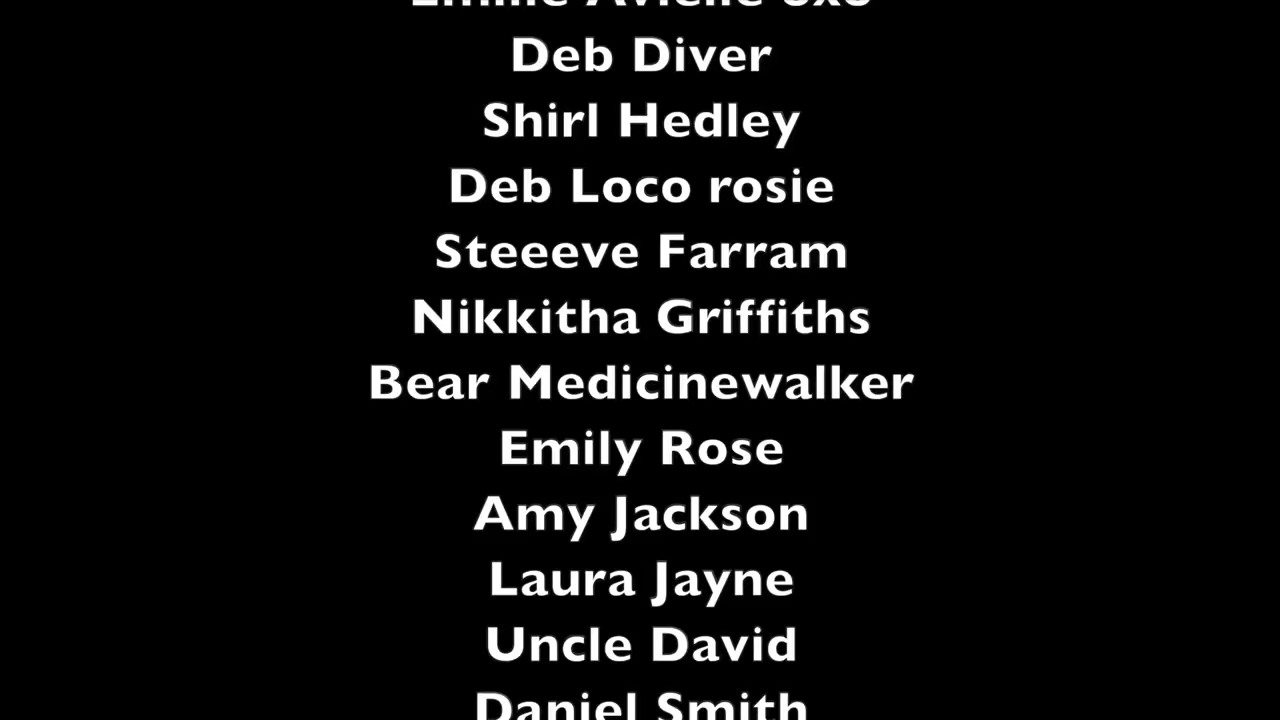 Deb Diver
Shirl Hedley
Deb Loco rosie
Steeeve Farram
Nikkitha Griffiths
Bear Medicinewalker
Emily Rose
Amy Jackson
Laura Jayne
Uncle David
Daniel Smith